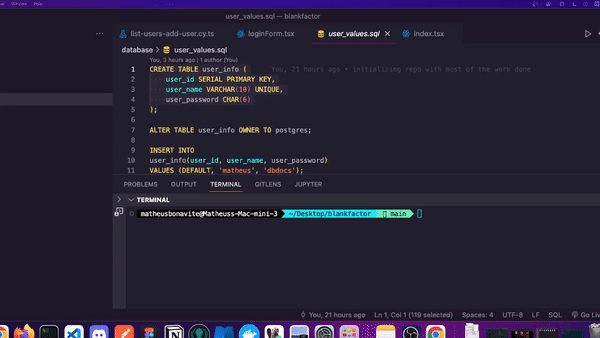 Window Help
user_values.sql — blankfactor
list-users-add-user.cy.ts loginForm.tsx user_values.sql index.tsx
database > user_values.sql
You, 3 hours ago | 1 author (You)
1 CREATE TABLE user_info ( You, 21 hours ago • initializing repo with most of the work done
2 user_id SERIAL PRIMARY KEY,
3 user_name VARCHAR(10) UNIQUE,
4 user_password CHAR(6)
5 );
6
7 ALTER TABLE user_info OWNER TO postgres;
8
9 INSERT INTO
10 user_info(user_id, user_name, user_password)
11 VALUES (DEFAULT, 'matheus', 'dbdocs');
PROBLEMS OUTPUT TERMINAL GITLENS JUPYTER
TERMINAL
matheusbonavite@Matheuss-Mac-mini-3 ~/Desktop/blankfactor main
You, 21 hours ago Ln 1, Col 1 (119 selected) Spaces: 4 UTF-8 LF SQL Go Live